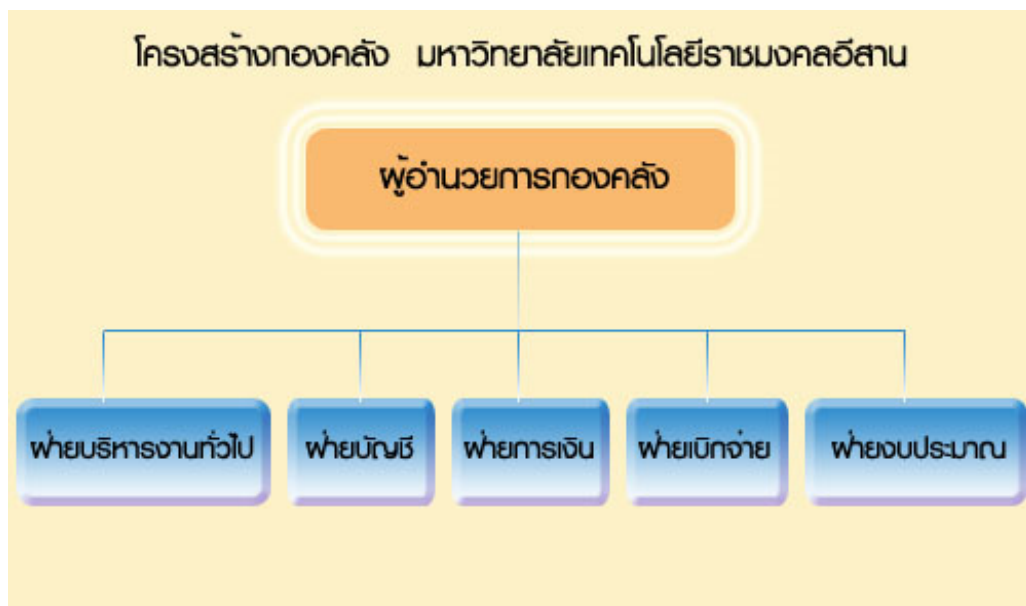 โครงสร้างกองคลัง มหาวิทยาลัยเทคโนโลยีราชมงคลอีสาน
ผู้อำนวยการกองคลัง
ฝ่ายบริหารงานทั่วไป
ฝ่ายบัญชี
ฝ่ายการเงิน
ฝ่ายเบิกจ่าย
ฝ่ายงบประมาณ